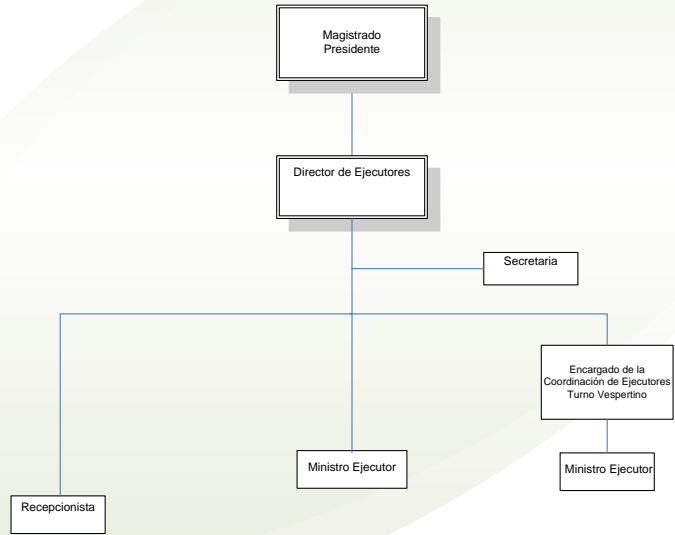 Magistrado
Presidente
Director de Ejecutores
Secretaria
Encargado de la
Coordinación de Ejecutores
Turno Vespertino
Ministro Ejecutor
Ministro Ejecutor
Recepcionista